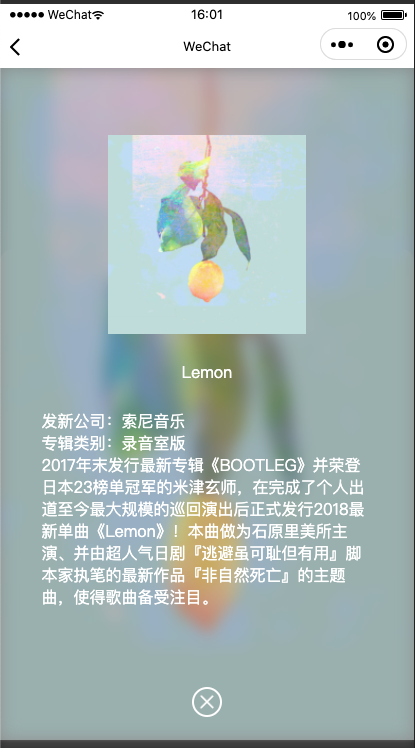 WeChat
16:01
100%
WeChat
Lemon
发新公司：索尼音乐
专辑类别：录音室版
2017年末发行最新专辑《BOOTLEG》并荣登
日本23榜单冠军的米津玄师，在完成了个人出
道至今最大规模的巡回演出后正式发行2018最
新单曲《Lemon》！本曲做为石原里美所主
演、并由超人气日剧『逃避虽可耻但有用』脚
本家执笔的最新作品『非自然死亡』的主题
曲，使得歌曲备受注目。